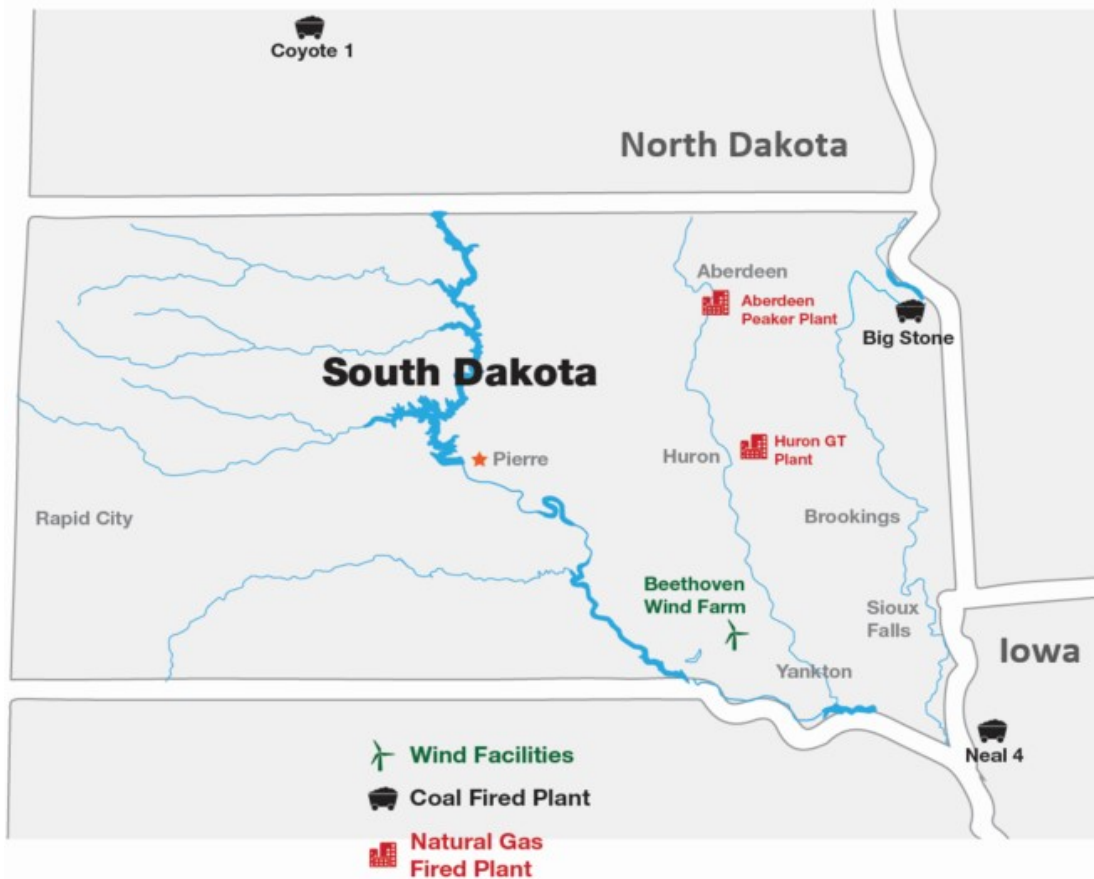 Coyote 1
North Dakota
Aberdeen
Aberdeen
Peaker Plant
Big Stone
South Dakota
Pierre
Huron
Huron GT
Plant
Rapid City
Brookings
Beethoven
Wind Farm
Sioux
Falls
Iowa
Yankton
Neal 4
Wind Facilities
Coal Fired Plant
Natural Gas
Fired Plant